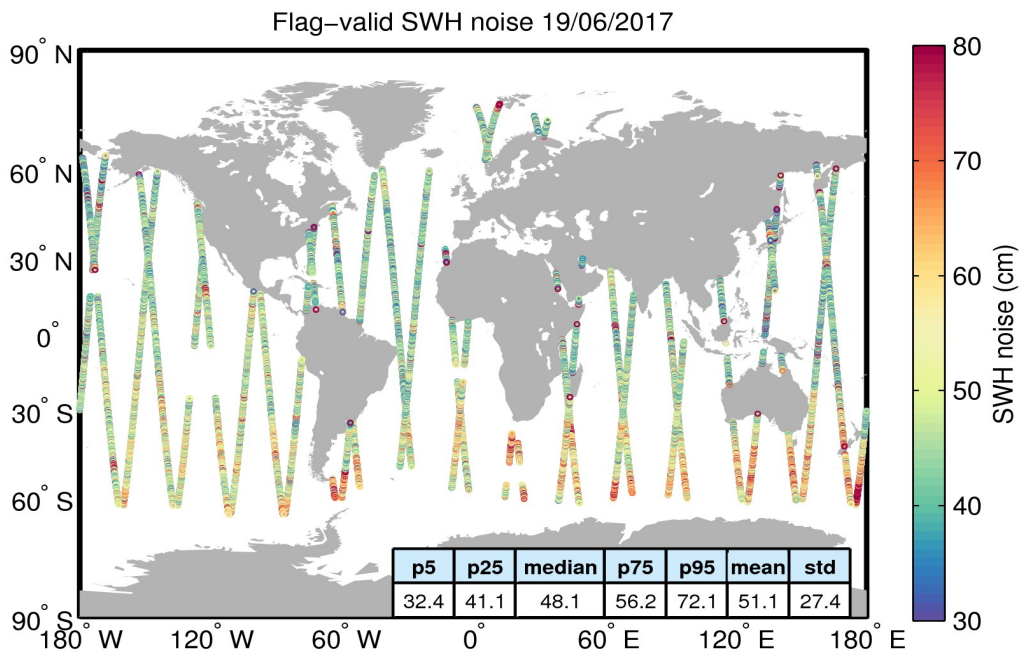 Flag−valid SWH noise 19/06/2017
90° N
60° N
30° N
0°
30° S
60° S
90° S
180° W
120° W
60° W
0°
60° E
120° E
180° E
p5 p25 median p75 p95 mean std
32.4 41.1 48.1 56.2 72.1 51.1 27.4
80
70
60
50
40
30
SWH noise (cm)